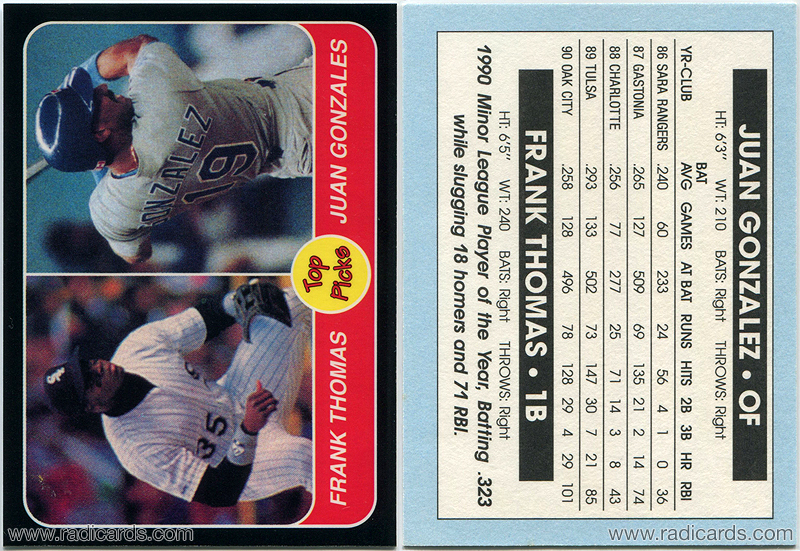 GONZALEZ
19
JUAN GONZALES
Top
Picks
35
FRANK THOMAS
www.radicards.com
JUAN GONZALEZ • OF
HT: 6'3" WT: 210 BATS: Right THROWS: Right
BAT
YR-CLUB AVG GAMES AT BAT RUNS HITS 2B 3B HR RBI
86 SARA RANGERS .240 60 233 24 56 4 1 0 36
87 GASTONIA .265 127 509 69 135 21 2 14 74
88 CHARLOTTE .256 77 277 25 71 14 3 8 43
89 TULSA .293 133 502 73 147 30 7 21 85
90 OAK CITY .258 128 496 78 128 29 4 29 101
FRANK THOMAS • 1B
HT: 6'5" WT: 240 BATS: Right THROWS: Right
1990 Minor League Player of the Year, Batting .323
while slugging 18 homers and 71 RBI.
www.radicards.com